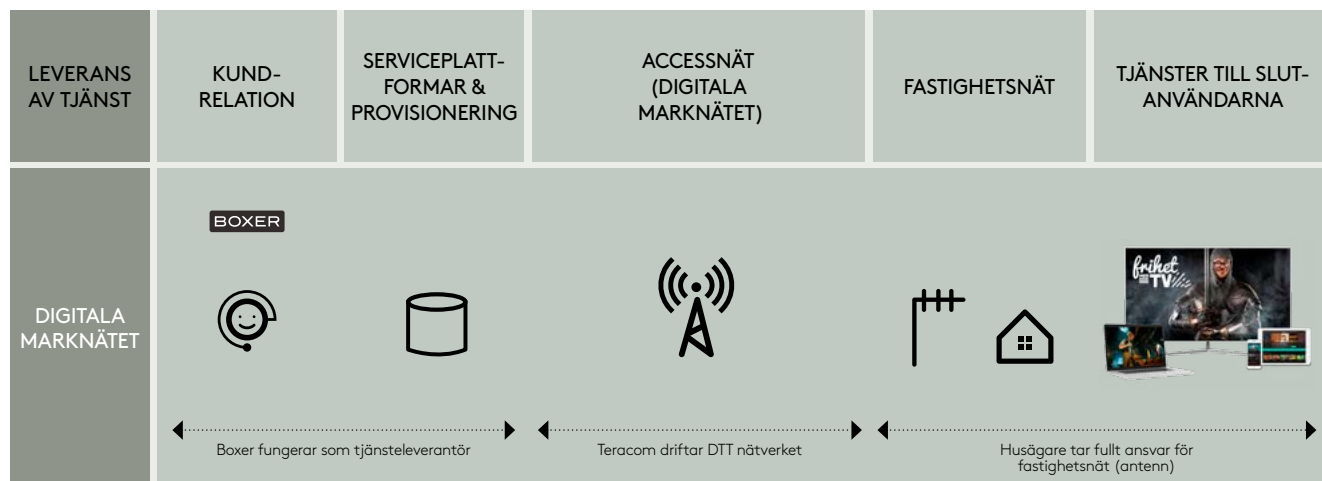 LEVERANS
AV TJÄNST
KUND-
RELATION
SERVICEPLATT-
FORMAR &
PROVISIONERING
ACCESSNÄT
(DIGITALA
MARKNÄTET)
FASTIGHETSNÄT
TJÄNSTER TILL SLUT-
ANVÄNDARNA
DIGITALA
MARKNÄTET
BOXER
frihet
TV
Boxer fungerar som tjänsteleverantör
Teracom driftar DTT nätverket
Husägare tar fullt ansvar för
fastighetsnät (antenn)